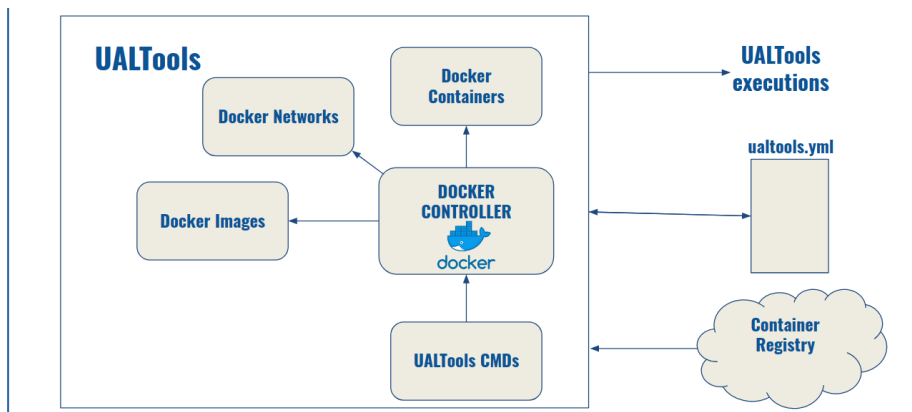 UALTools
Docker
Containers
Docker Networks
DOCKER
CONTROLLER
docker
Docker Images
UALTools CMDs
UALTools
executions
ualtools.yml
Container
Registry